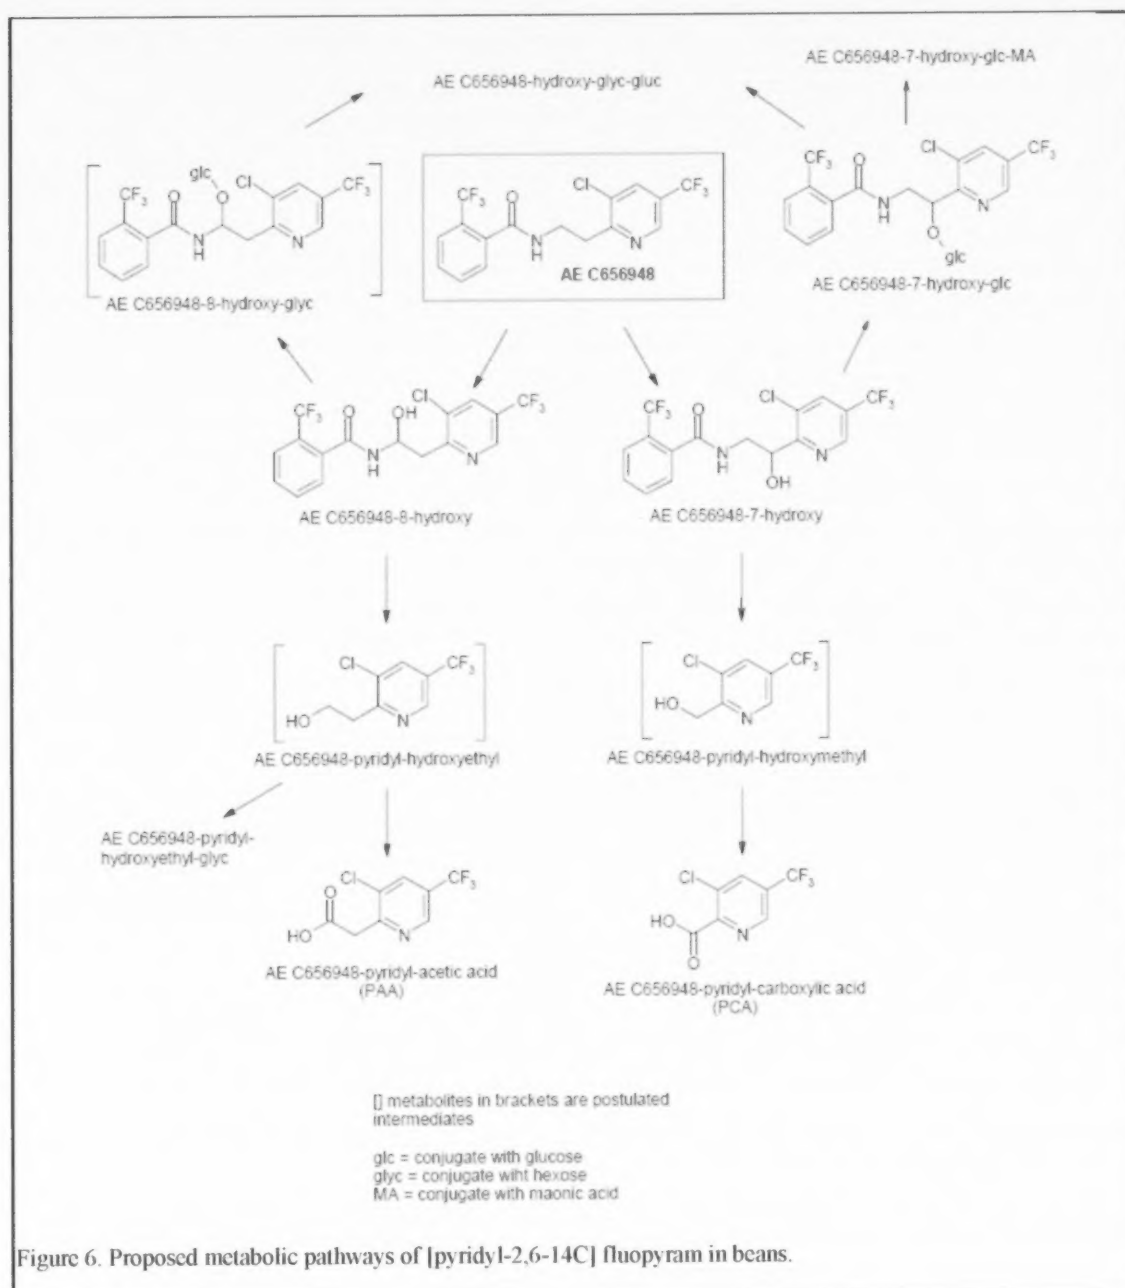 AE C656948-hydroxy-glyc-gluc
AE C656948-7-hydroxy-glc-MA
glc
O
Cl
CF3
CF3
O
N
H
N
AE C656948-8-hydroxy-glyc
CF3
O
Cl
CF3
N
H
N
AE C656948
CF3
O
Cl
CF3
N
H
N
O
glc
AE C656948-7-hydroxy-glc
CF3
O
OH
Cl
CF3
N
H
N
AE C656948-8-hydroxy
CF3
O
Cl
CF3
N
H
N
OH
AE C656948-7-hydroxy
Cl
CF3
HO
N
AE C656948-pyridyl-hydroxyethyl
Cl
CF3
HO
N
AE C656948-pyridyl-hydroxymethyl
AE C656948-pyridyl-
hydroxyethyl-glyc
Cl
CF3
O
HO
N
AE C656948-pyridyl-acetic acid
(PAA)
Cl
CF3
HO
O
N
AE C656948-pyridyl-carboxylic acid
(PCA)
[] metabolites in brackets are postulated
intermediates
glc = conjugate with glucose
glyc = conjugate wiht hexose
MA = conjugate with maonic acid
Figure 6. Proposed metabolic pathways of [pyridyl-2,6-14C] fluopyram in beans.